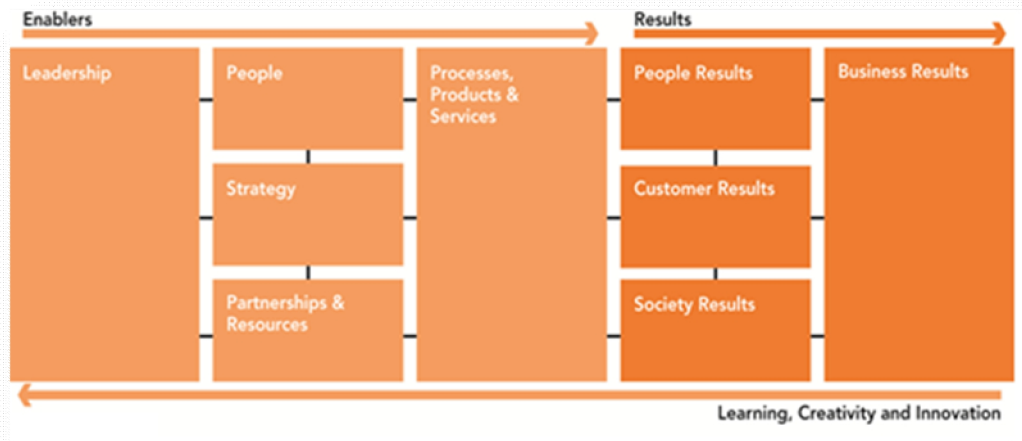 Enablers
Results
Leadership
People
Processes,
Products &
Services
People Results
Business Results
Strategy
Customer Results
Partnerships &
Resources
Society Results
Learning, Creativity and Innovation